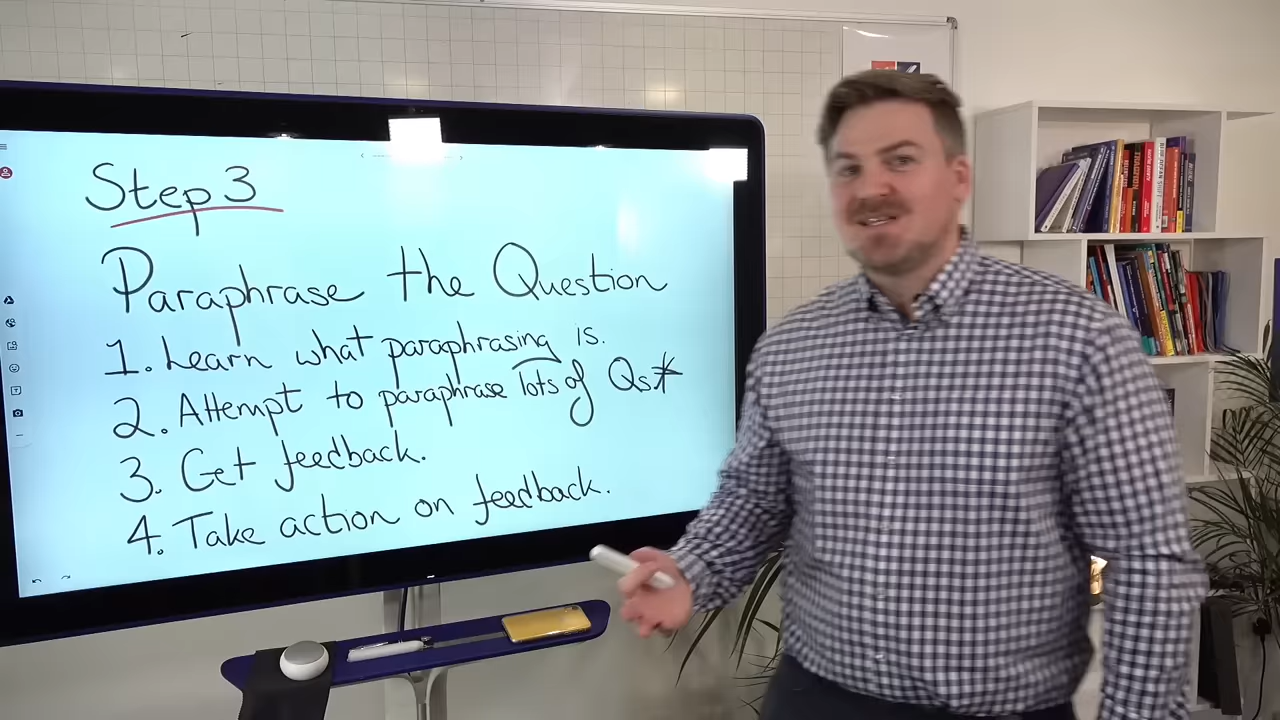 Step 3
Paraphrase the Question
1. Learn what paraphrasing is.
2. Attempt to paraphrase lots of Qs*
3. Get feedback.
4. Take action on feedback.